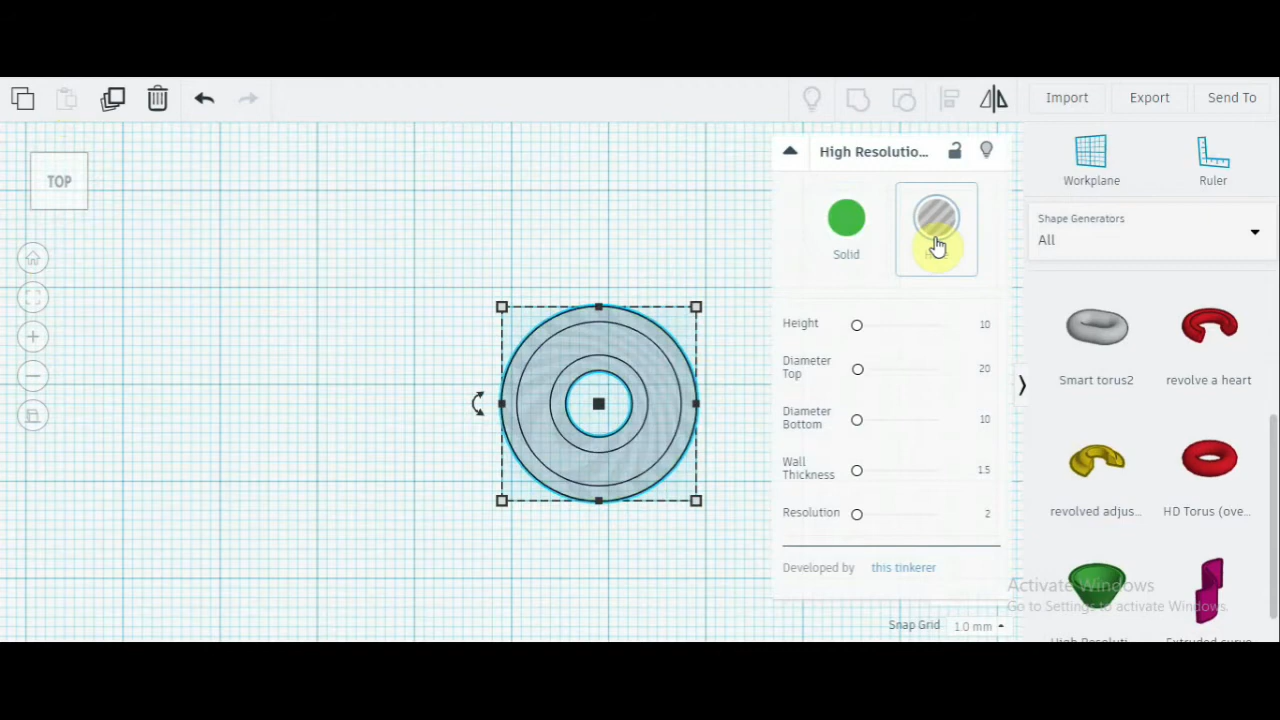 Import
Export
Send To
TOP
High Resolutio...
Workplane
Ruler
Solid
Shape Generators
All
Height 10
Diameter
Top 20
Diameter
Bottom 10
Wall
Thickness 1.5
Resolution 2
Developed by this tinkerer
Smart torus2
revolve a heart
revolved adjus...
HD Torus (ove...
Activate Windows
Go to Settings to activate Windows.
Snap Grid 1.0 mm